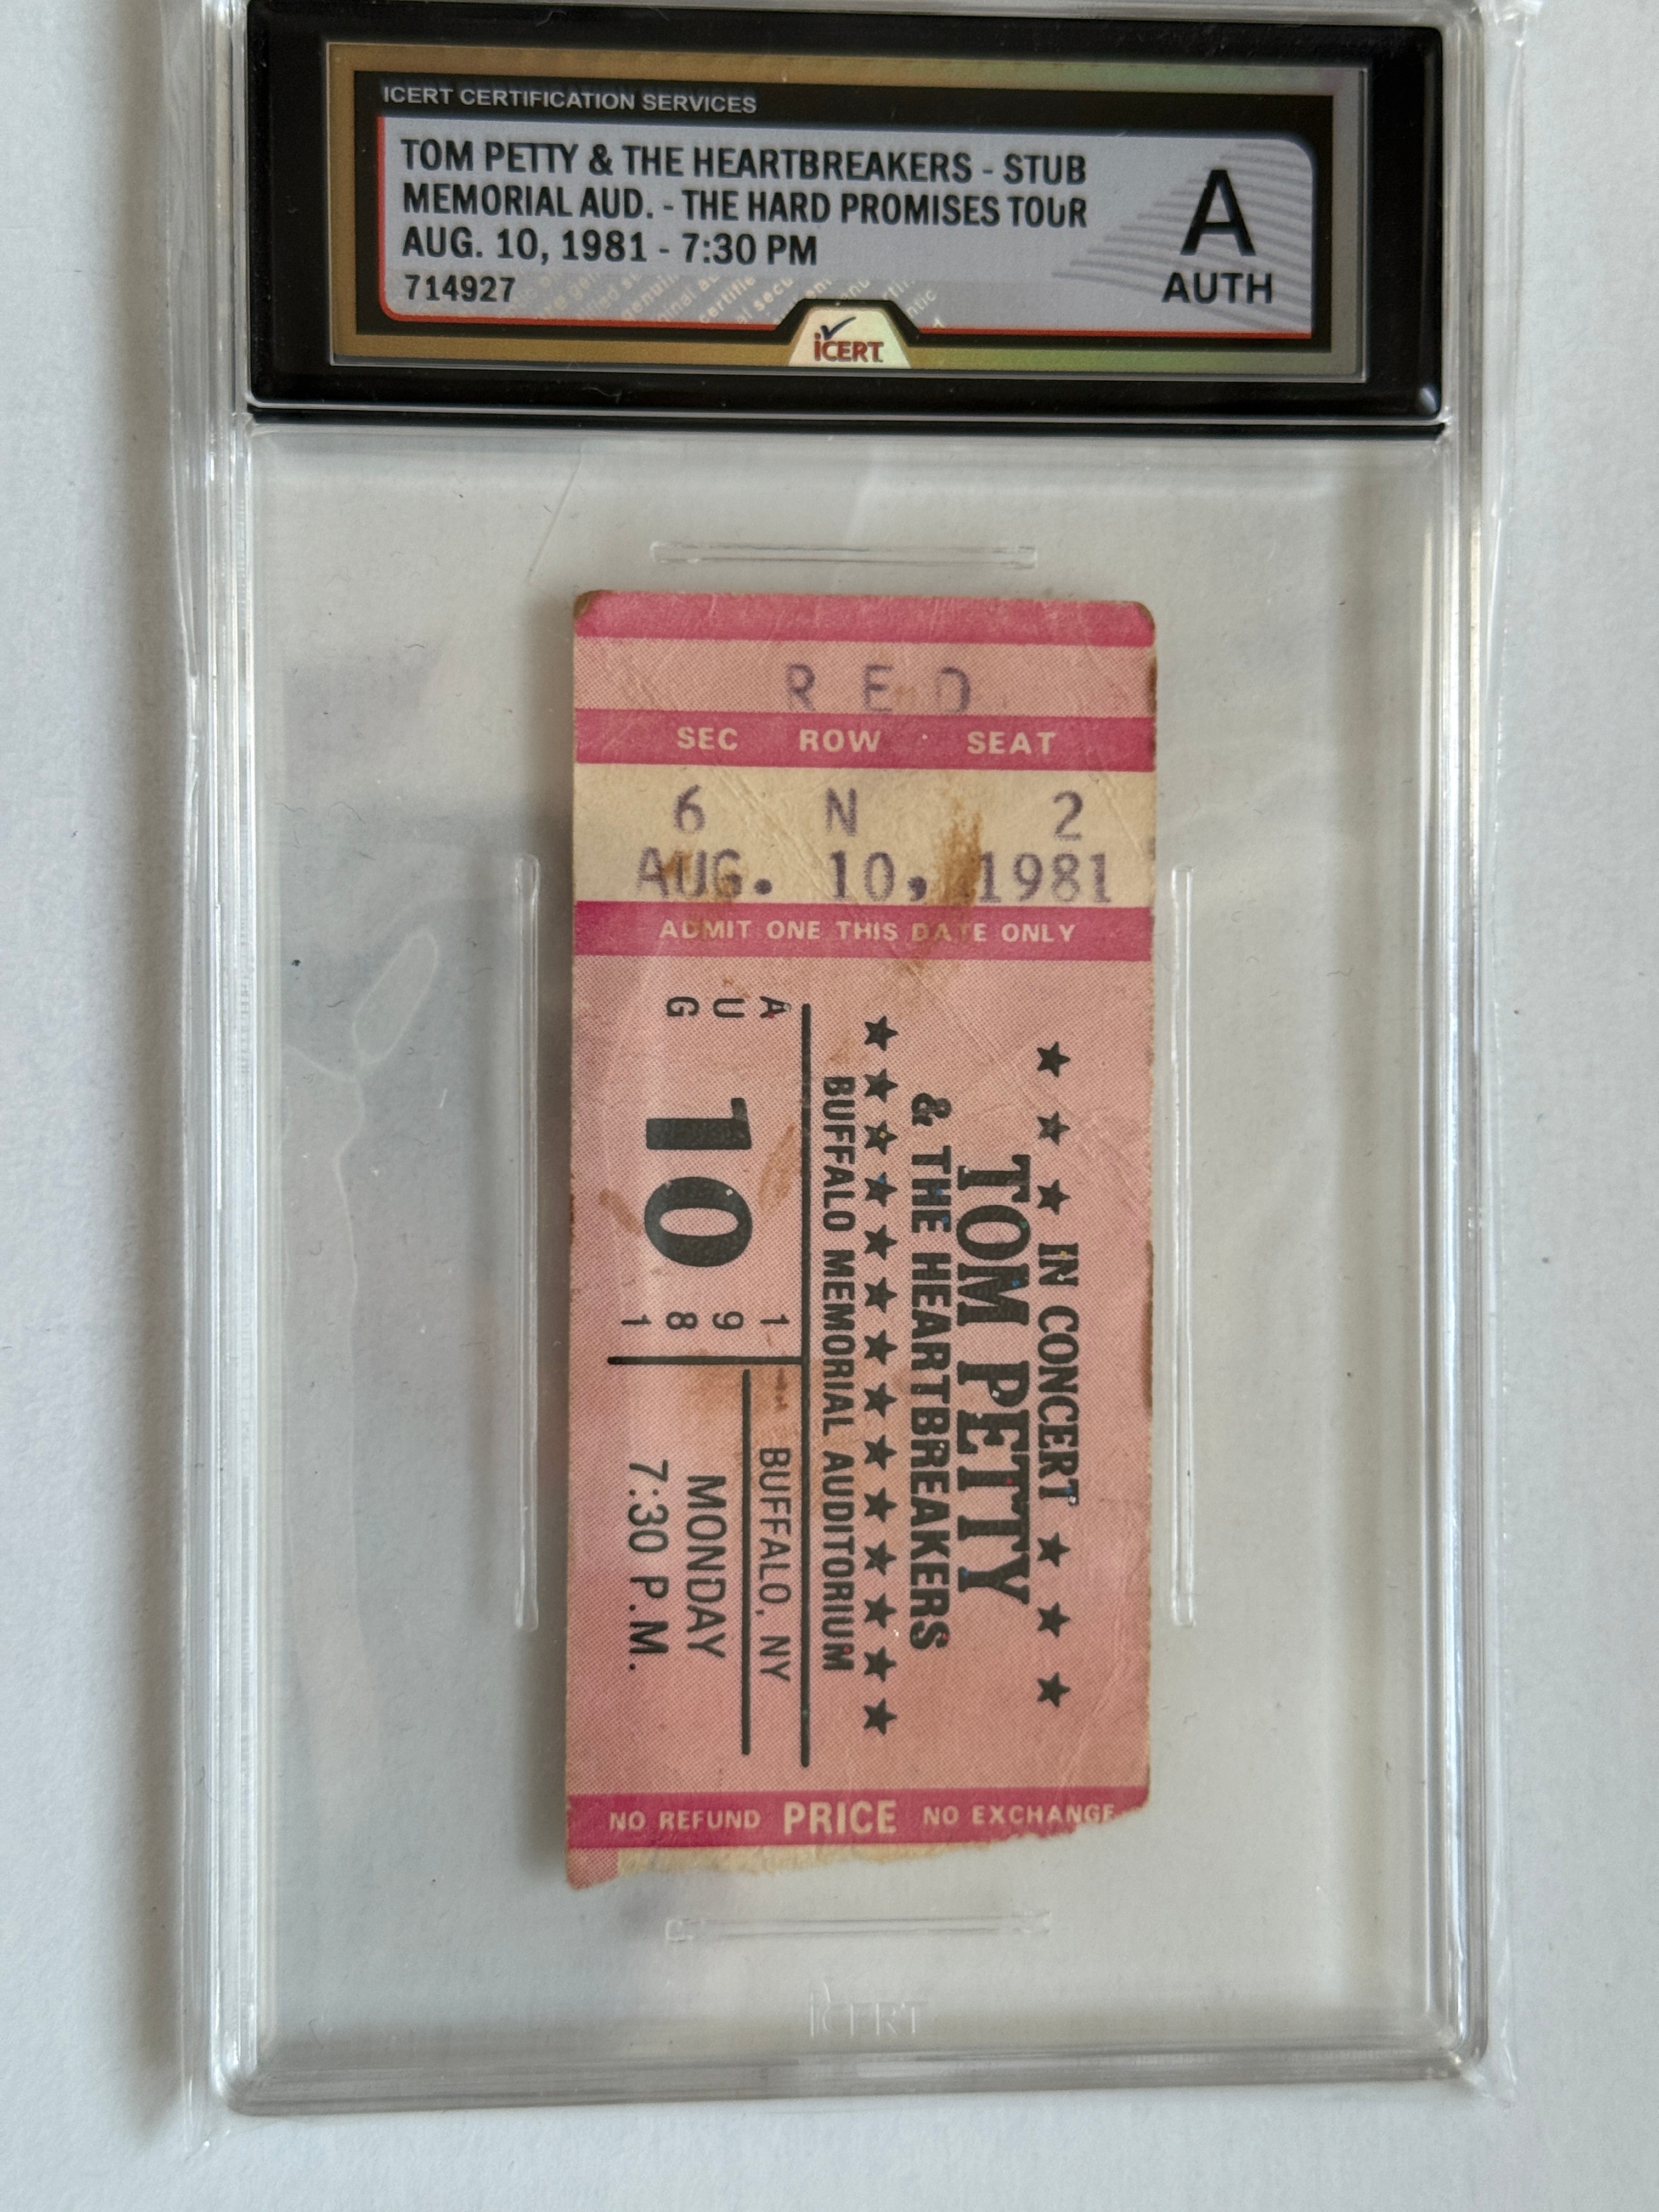 ICERT CERTIFICATION SERVICES
TOM PETTY & THE HEARTBREAKERS - STUB
MEMORIAL AUD. - THE HARD PROMISES TOUR
AUG. 10, 1981 - 7:30 PM
714927
A
AUTH
iCERT
RED
SEC ROW SEAT
6 N 2
AUG. 10, 1981
ADMIT ONE THIS DATE ONLY
★ ★ ★ IN CONCERT ★ ★ ★
TOM PETTY
& THE HEARTBREAKERS
★ ★ ★ ★ ★ ★ ★ ★ ★ ★ ★ ★ ★ ★
BUFFALO MEMORIAL AUDITORIUM
AUG 10 1981
BUFFALO, NY
MONDAY
7:30 P.M.
NO REFUND PRICE NO EXCHANGE
iCERT